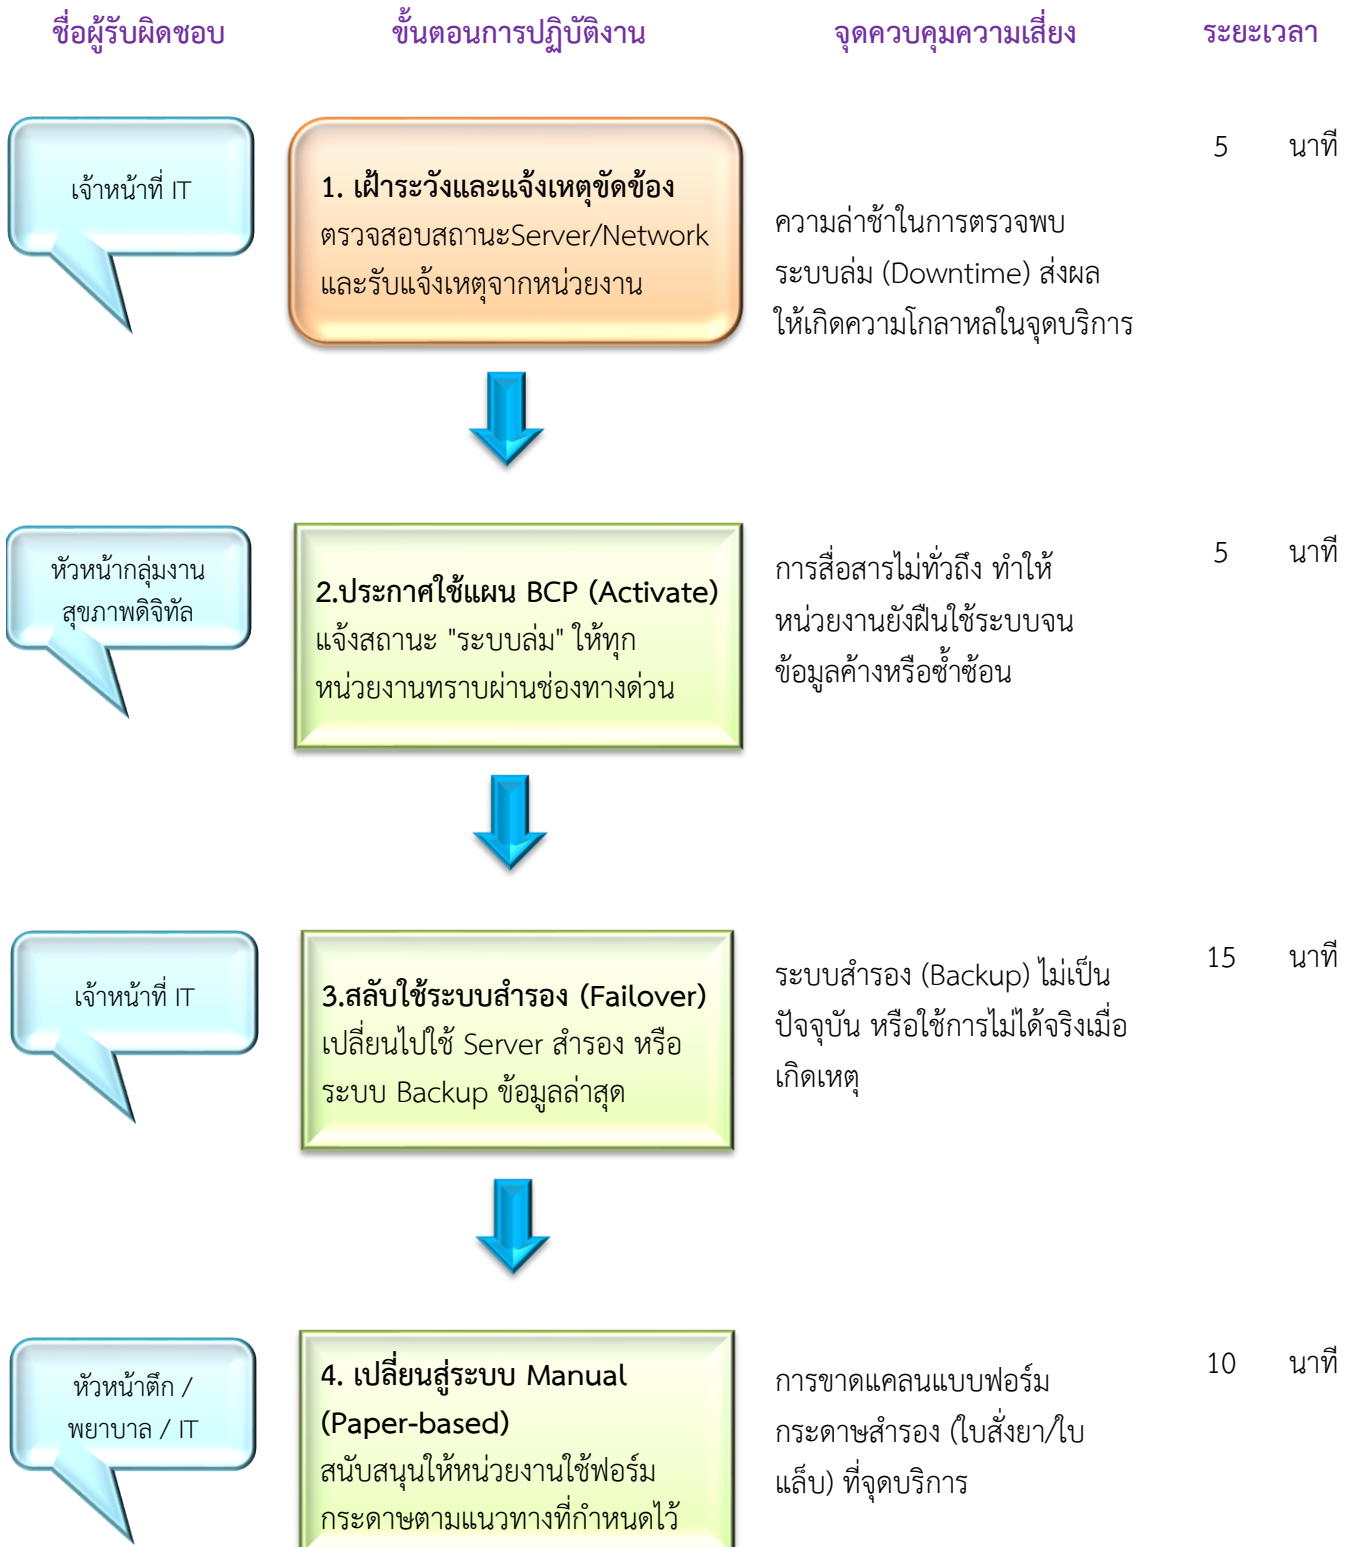 ชื่อผู้รับผิดชอบ ขั้นตอนการปฏิบัติงาน จุดควบคุมความเสี่ยง ระยะเวลา
เจ้าหน้าที่ IT
1. เฝ้าระวังและแจ้งเหตุขัดข้อง
ตรวจสอบสถานะServer/Network
และรับแจ้งเหตุจากหน่วยงาน
ความล่าช้าในการตรวจพบ
ระบบล่ม (Downtime) ส่งผล
ให้เกิดความโกลาหลในจุดบริการ
5 นาที
หัวหน้ากลุ่มงาน
สุขภาพดิจิทัล
2.ประกาศใช้แผน BCP (Activate)
แจ้งสถานะ "ระบบล่ม" ให้ทุก
หน่วยงานทราบผ่านช่องทางด่วน
การสื่อสารไม่ทั่วถึง ทำให้
หน่วยงานยังฝืนใช้ระบบจน
ข้อมูลค้างหรือซ้ำซ้อน
5 นาที
เจ้าหน้าที่ IT
3.สลับใช้ระบบสำรอง (Failover)
เปลี่ยนไปใช้ Server สำรอง หรือ
ระบบ Backup ข้อมูลล่าสุด
ระบบสำรอง (Backup) ไม่เป็น
ปัจจุบัน หรือใช้การไม่ได้จริงเมื่อ
เกิดเหตุ
15 นาที
หัวหน้าตึก /
พยาบาล / IT
4. เปลี่ยนสู่ระบบ Manual
(Paper-based)
สนับสนุนให้หน่วยงานใช้ฟอร์ม
กระดาษตามแนวทางที่กำหนดไว้
การขาดแคลนแบบฟอร์ม
กระดาษสำรอง (ใบสั่งยา/ใบ
แล็บ) ที่จุดบริการ
10 นาที